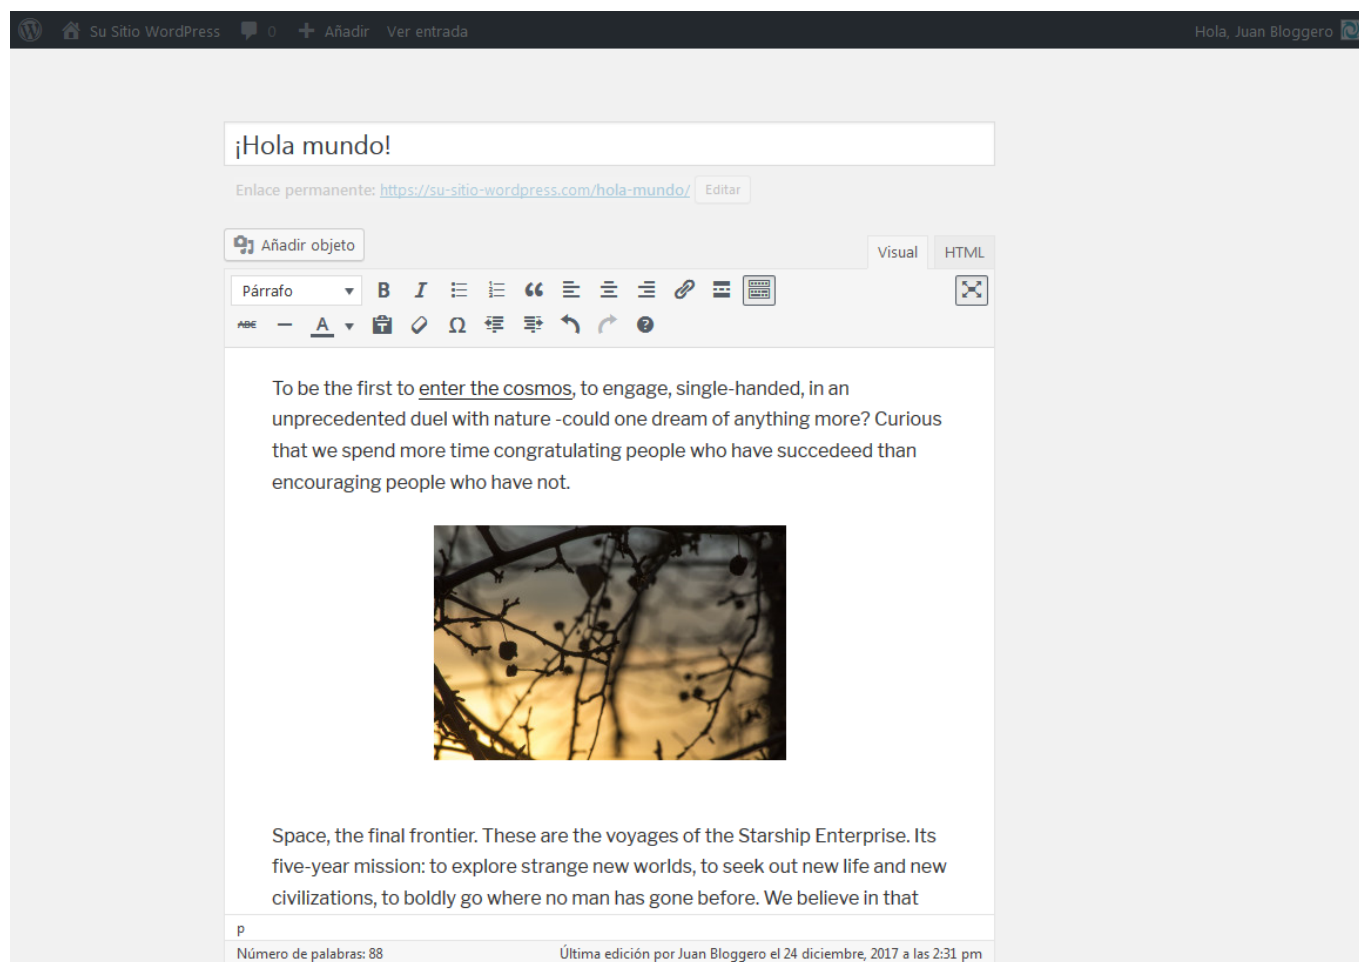 Su Sitio WordPress 0 Añadir Ver entrada Hola, Juan Bloggero
¡Hola mundo!
Enlace permanente: https://su-sitio-wordpress.com/hola-mundo/ Editar
Añadir objeto Visual HTML
Párrafo B I
ABE A Ω
To be the first to enter the cosmos, to engage, single-handed, in an
unprecedented duel with nature -could one dream of anything more? Curious
that we spend more time congratulating people who have succedeed than
encouraging people who have not.
Space, the final frontier. These are the voyages of the Starship Enterprise. Its
five-year mission: to explore strange new worlds, to seek out new life and new
civilizations, to boldly go where no man has gone before. We believe in that
p
Número de palabras: 88 Última edición por Juan Bloggero el 24 diciembre, 2017 a las 2:31 pm